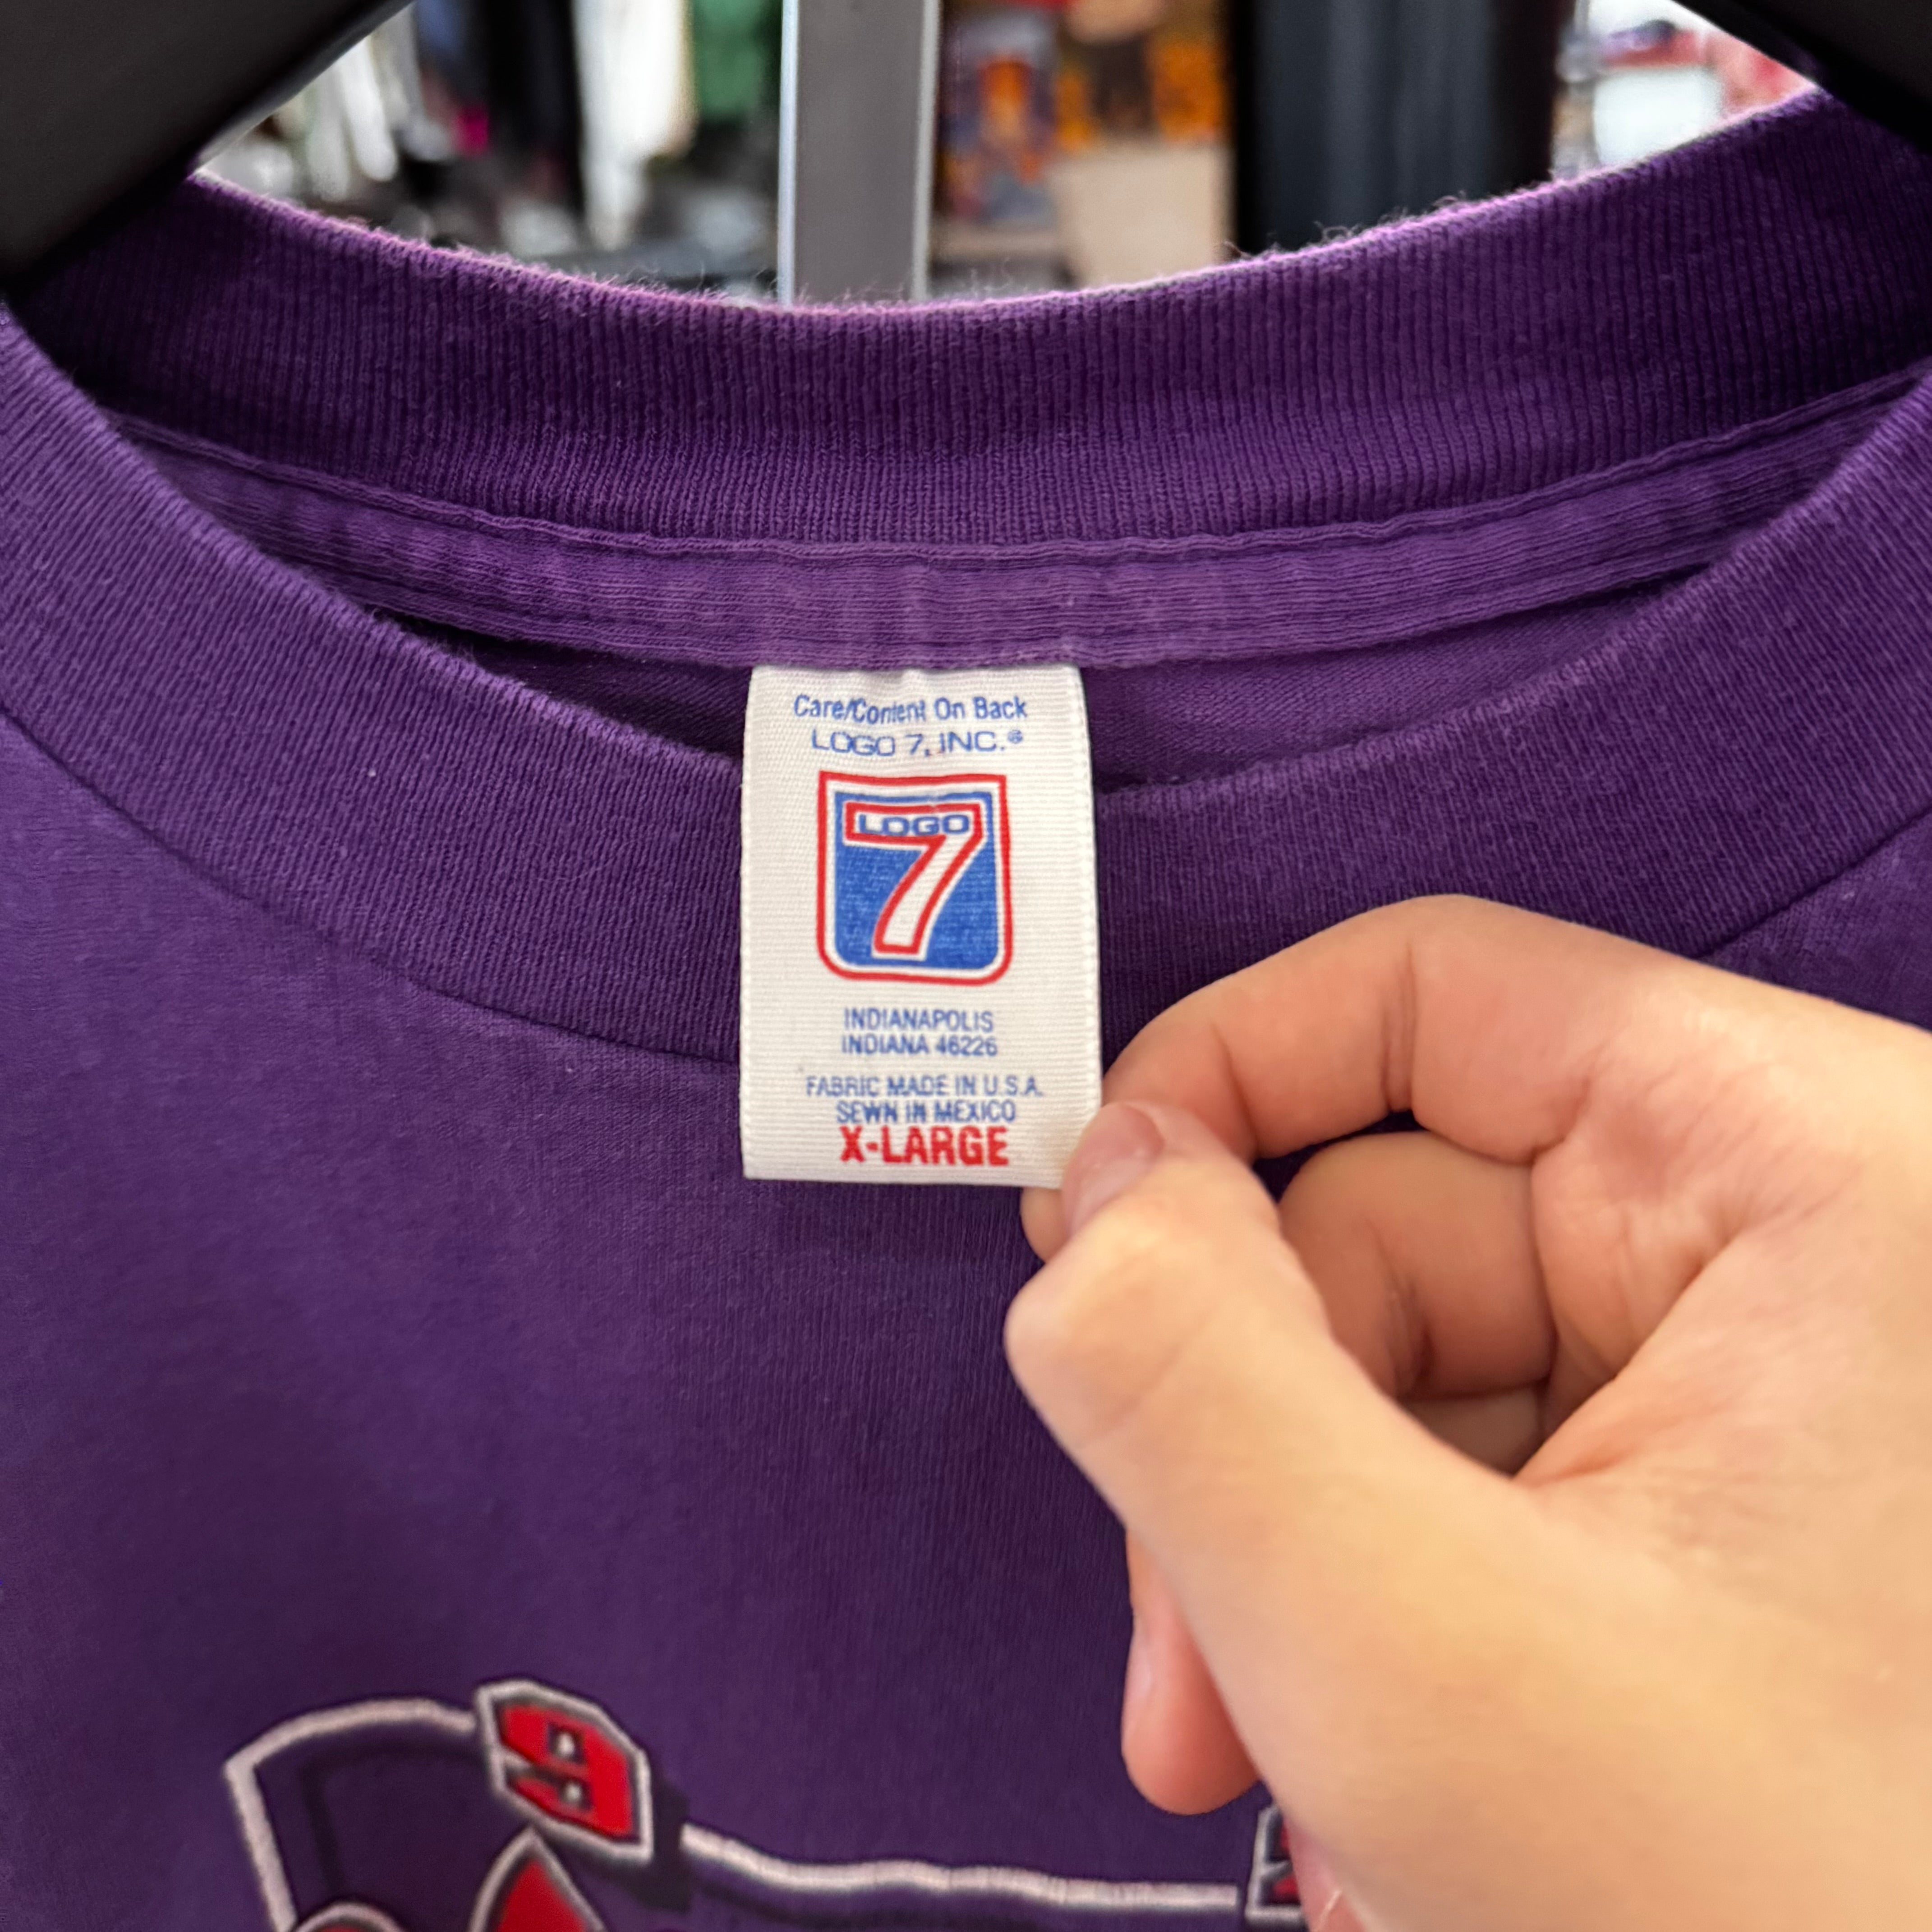 Care/Content On Back
LOGO 7, INC.®
LOGO
7
INDIANAPOLIS
INDIANA 46226
FABRIC MADE IN U.S.A.
SEWN IN MEXICO
X-LARGE
9